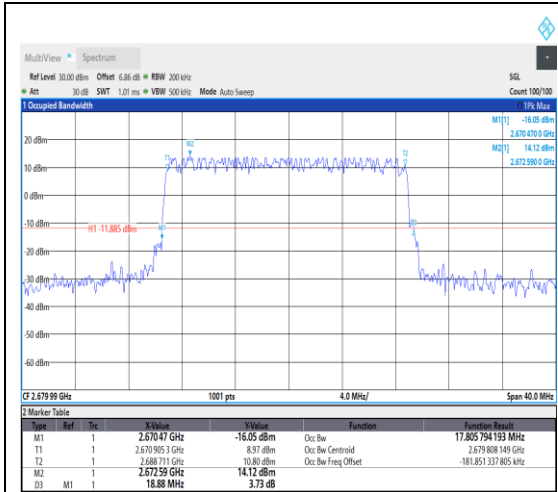 MultiView Spectrum
Ref Level 30.00 dBm Offset 6.86 dB RBW 200 kHz SGL
Att 30 dB SWT 1.01 ms VBW 500 kHz Mode Auto Sweep Count 100/100
1 Occupied Bandwidth 1Pk Max
M1[1] -16.05 dBm
2.670 470 0 GHz
M2[1] 14.12 dBm
2.672 590 0 GHz
20 dBm
M2
T1
T2
10 dBm
0 dBm
-10 dBm
H1 -11.885 dBm
M1
D3
-20 dBm
-30 dBm
-40 dBm
-50 dBm
-60 dBm
CF 2.679 99 GHz 1001 pts 4.0 MHz/ Span 40.0 MHz
2 Marker Table
Type Ref Trc X-Value Y-Value Function Function Result
M1 1 2.670 47 GHz -16.05 dBm Occ Bw 17.805 794 193 MHz
T1 1 2.670 905 3 GHz 8.97 dBm Occ Bw Centroid 2.679 808 149 GHz
T2 1 2.688 711 GHz 10.80 dBm Occ Bw Freq Offset -181.851 337 805 kHz
M2 1 2.672 59 GHz 14.12 dBm
D3 M1 1 18.88 MHz 3.73 dB